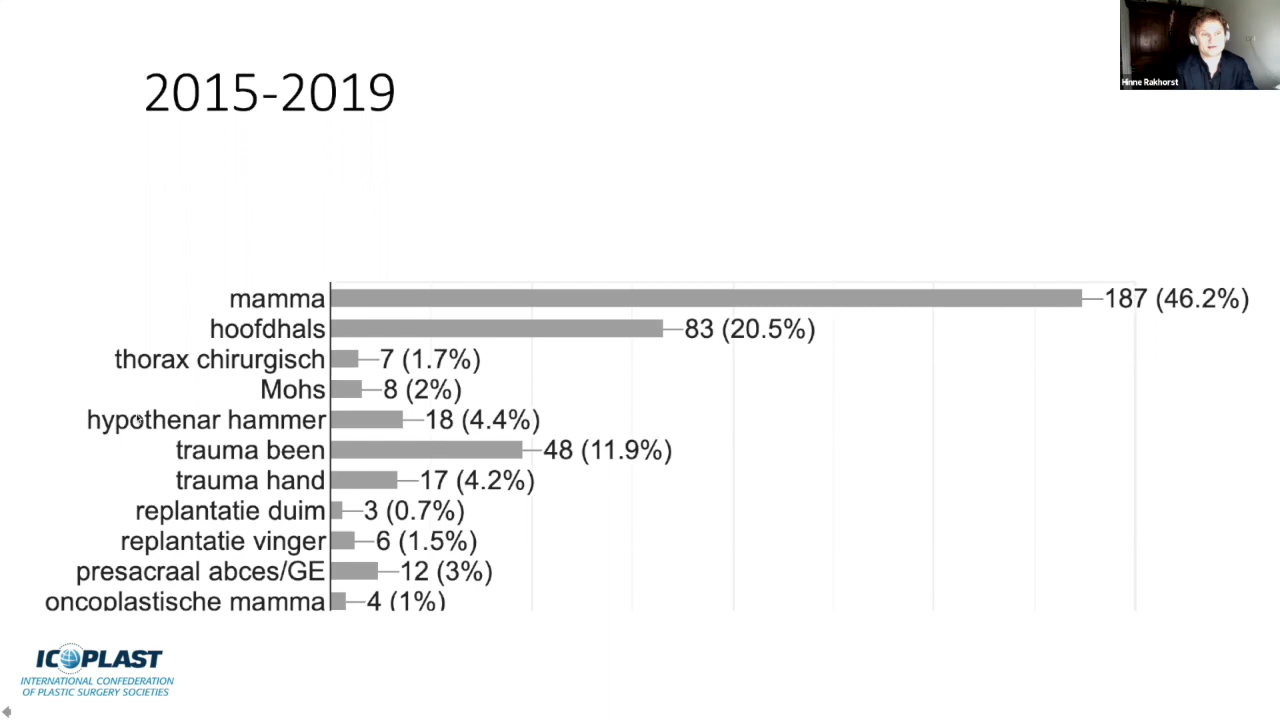 Hinne Rakhorst
2015-2019
mamma 187 (46.2%)
hoofdhals 83 (20.5%)
thorax chirurgisch 7 (1.7%)
Mohs 8 (2%)
hypothenar hammer 18 (4.4%)
trauma been 48 (11.9%)
trauma hand 17 (4.2%)
replantatie duim 3 (0.7%)
replantatie vinger 6 (1.5%)
presacraal abces/GE 12 (3%)
oncoplastische mamma 4 (1%)
ICOPLAST
INTERNATIONAL CONFEDERATION
OF PLASTIC SURGERY SOCIETIES